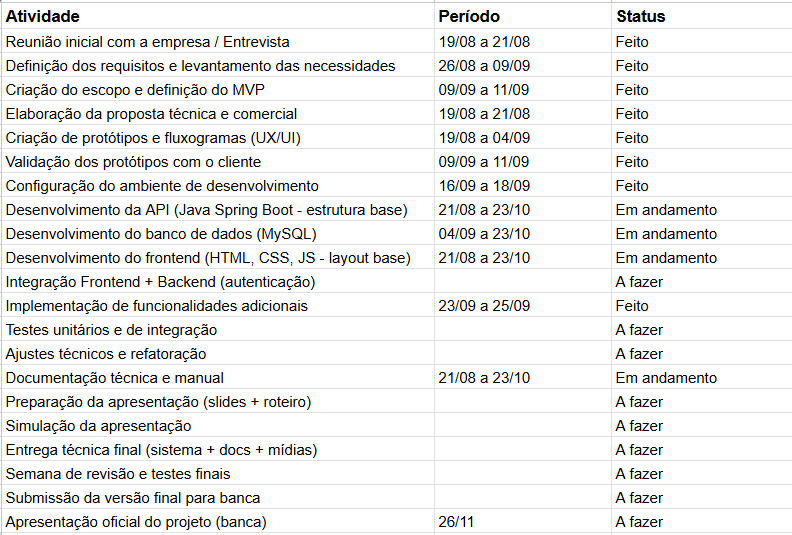 Atividade Período Status
Reunião inicial com a empresa / Entrevista 19/08 a 21/08 Feito
Definição dos requisitos e levantamento das necessidades 26/08 a 09/09 Feito
Criação do escopo e definição do MVP 09/09 a 11/09 Feito
Elaboração da proposta técnica e comercial 19/08 a 21/08 Feito
Criação de protótipos e fluxogramas (UX/UI) 19/08 a 04/09 Feito
Validação dos protótipos com o cliente 09/09 a 11/09 Feito
Configuração do ambiente de desenvolvimento 16/09 a 18/09 Feito
Desenvolvimento da API (Java Spring Boot - estrutura base) 21/08 a 23/10 Em andamento
Desenvolvimento do banco de dados (MySQL) 04/09 a 23/10 Em andamento
Desenvolvimento do frontend (HTML, CSS, JS - layout base) 21/08 a 23/10 Em andamento
Integração Frontend + Backend (autenticação) A fazer
Implementação de funcionalidades adicionais 23/09 a 25/09 Feito
Testes unitários e de integração A fazer
Ajustes técnicos e refatoração A fazer
Documentação técnica e manual 21/08 a 23/10 Em andamento
Preparação da apresentação (slides + roteiro) A fazer
Simulação da apresentação A fazer
Entrega técnica final (sistema + docs + mídias) A fazer
Semana de revisão e testes finais A fazer
Submissão da versão final para banca A fazer
Apresentação oficial do projeto (banca) 26/11 A fazer